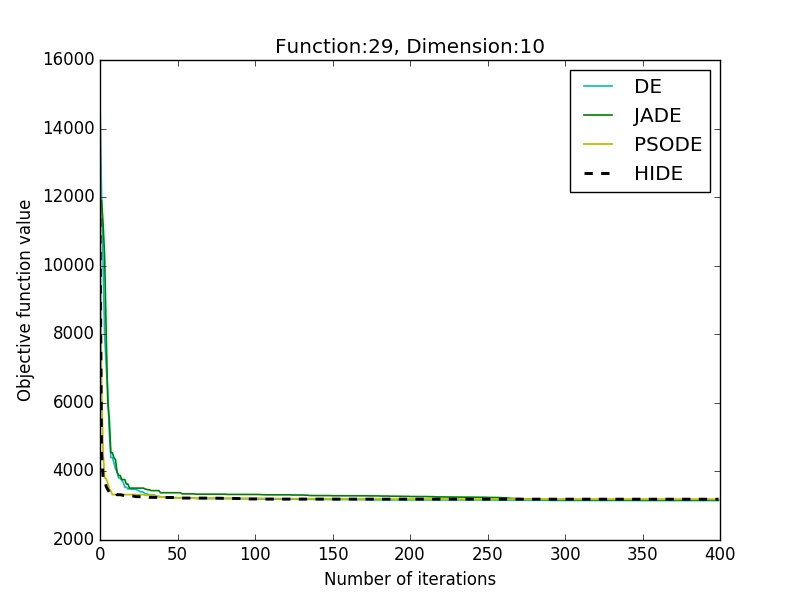 Function:29, Dimension:10
16000
14000
12000
10000
8000
6000
4000
2000
Objective function value
DE
JADE
PSODE
HIDE
0 50 100 150 200 250 300 350 400
Number of iterations